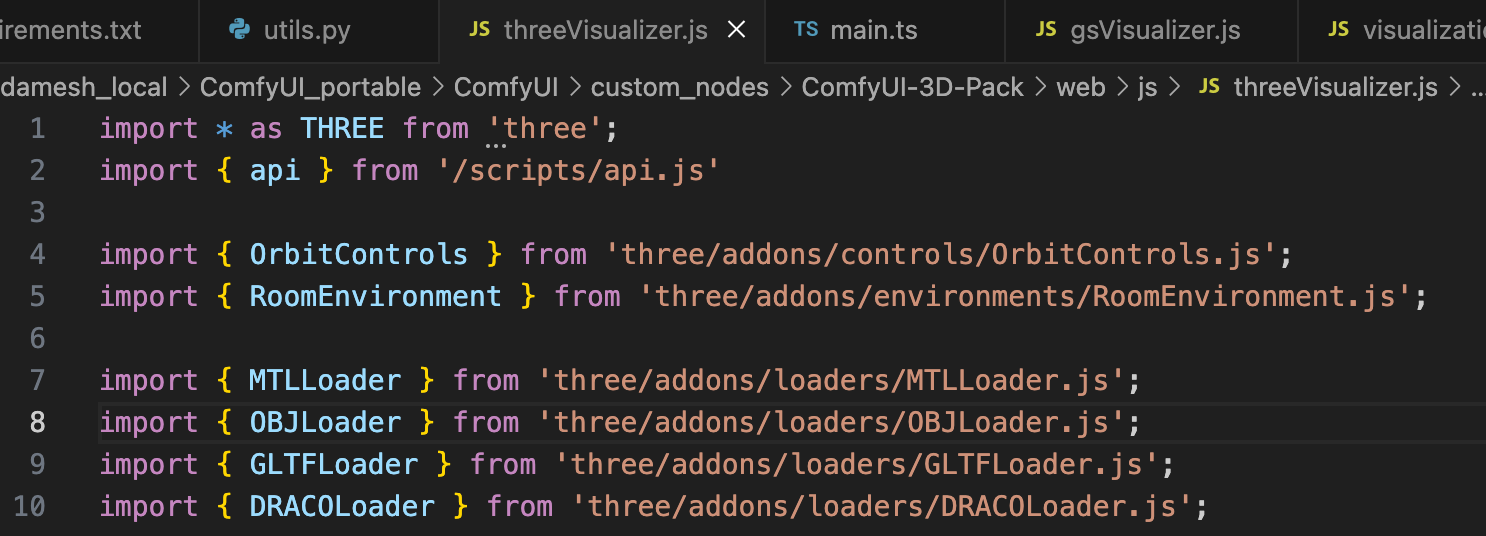 irements.txt utils.py JS threeVisualizer.js TS main.ts JS gsVisualizer.js JS visualizati
damesh_local > ComfyUI_portable > ComfyUI > custom_nodes > ComfyUI-3D-Pack > web > js > JS threeVisualizer.js > ...
1 import * as THREE from 'three';
2 import { api } from '/scripts/api.js'
3
4 import { OrbitControls } from 'three/addons/controls/OrbitControls.js';
5 import { RoomEnvironment } from 'three/addons/environments/RoomEnvironment.js';
6
7 import { MTLLoader } from 'three/addons/loaders/MTLLoader.js';
8 import { OBJLoader } from 'three/addons/loaders/OBJLoader.js';
9 import { GLTFLoader } from 'three/addons/loaders/GLTFLoader.js';
10 import { DRACOLoader } from 'three/addons/loaders/DRACOLoader.js';